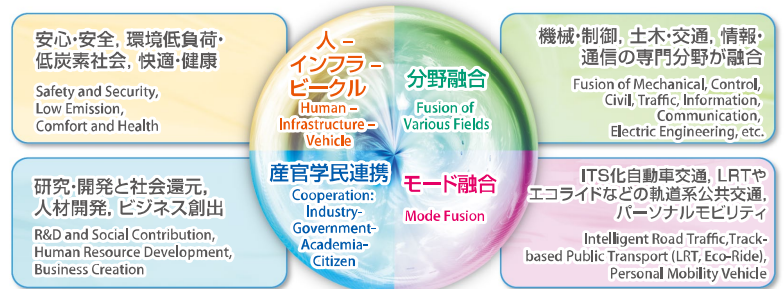 安心・安全, 環境低負荷・
低炭素社会, 快適・健康
Safety and Security,
Low Emission,
Comfort and Health
人 –
インフラ –
ビークル
Human –
Infrastructure –
Vehicle
分野融合
Fusion of
Various Fields
機械・制御, 土木・交通, 情報・
通信の専門分野が融合
Fusion of Mechanical, Control,
Civil, Traffic, Information,
Communication,
Electric Engineering, etc.
研究・開発と社会還元,
人材開発, ビジネス創出
R&D and Social Contribution,
Human Resource Development,
Business Creation
産官学民連携
Cooperation:
Industry-
Government-
Academia-
Citizen
モード融合
Mode Fusion
ITS化自動車交通, LRTや
エコライドなどの軌道系公共交通,
パーソナルモビリティ
Intelligent Road Traffic,Track-
based Public Transport (LRT, Eco-Ride),
Personal Mobility Vehicle